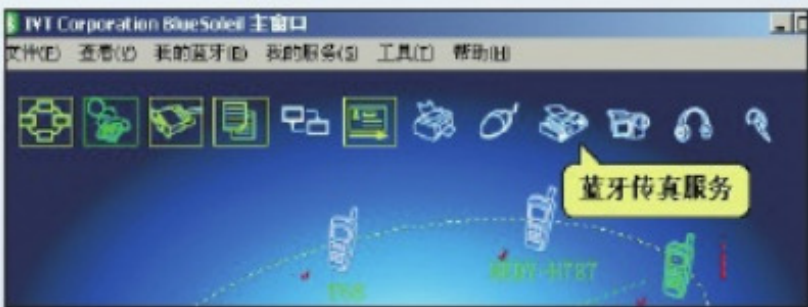 IVT Corporation BlueSoleil 主窗口
文件(F) 查看(V) 我的蓝牙(B) 我的服务(S) 工具(T) 帮助(H)
蓝牙传真服务